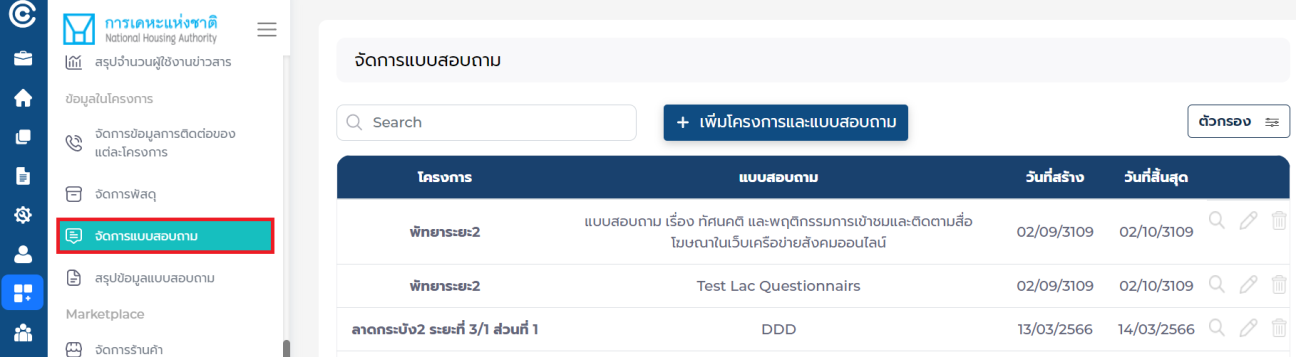 การเคหะแห่งชาติ
National Housing Authority
สรุปจำนวนผู้ใช้งานข่าวสาร
ข้อมูลในโครงการ
จัดการข้อมูลการติดต่อของ
แต่ละโครงการ
จัดการพัสดุ
จัดการแบบสอบถาม
สรุปข้อมูลแบบสอบถาม
Marketplace
จัดการร้านค้า
จัดการแบบสอบถาม
Search
+ เพิ่มโครงการและแบบสอบถาม
ตัวกรอง
โครงการ แบบสอบถาม วันที่สร้าง วันที่สิ้นสุด
พัทยาระยะ2 แบบสอบถาม เรื่อง ทัศนคติ และพฤติกรรมการเข้าชมและติดตามสื่อ 02/09/3109 02/10/3109
โฆษณาในเว็บเครือข่ายสังคมออนไลน์
พัทยาระยะ2 Test Lac Questionnairs 02/09/3109 02/10/3109
ลาดกระบัง2 ระยะที่ 3/1 ส่วนที่ 1 DDD 13/03/2566 14/03/2566